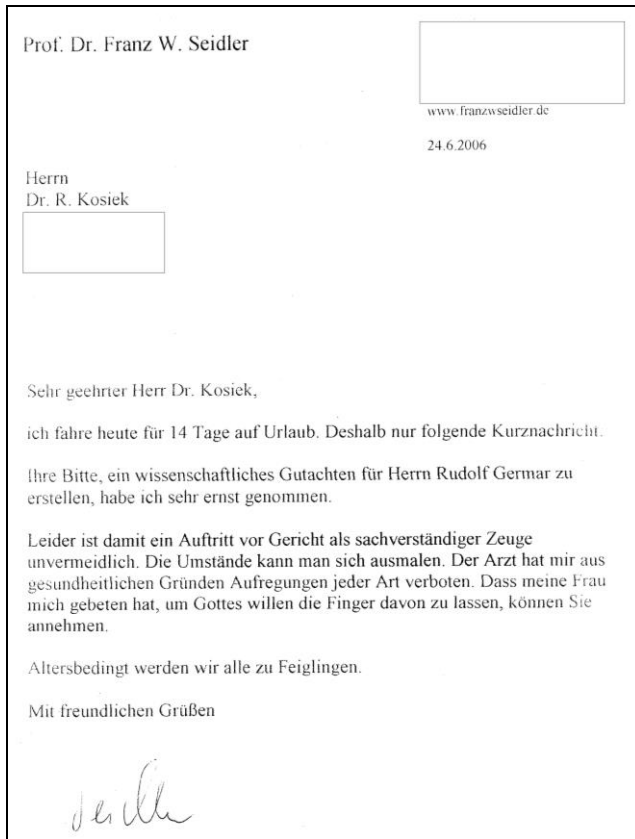 Prof. Dr. Franz W. Seidler
www.franzwseidler.de
24.6.2006
Herrn
Dr. R. Kosiek
Sehr geehrter Herr Dr. Kosiek,
ich fahre heute für 14 Tage auf Urlaub. Deshalb nur folgende Kurznachricht.
Ihre Bitte, ein wissenschaftliches Gutachten für Herrn Rudolf Germar zu
erstellen, habe ich sehr ernst genommen.
Leider ist damit ein Auftritt vor Gericht als sachverständiger Zeuge
unvermeidlich. Die Umstände kann man sich ausmalen. Der Arzt hat mir aus
gesundheitlichen Gründen Aufregungen jeder Art verboten. Dass meine Frau
mich gebeten hat, um Gottes willen die Finger davon zu lassen, können Sie
annehmen.
Altersbedingt werden wir alle zu Feiglingen.
Mit freundlichen Grüßen